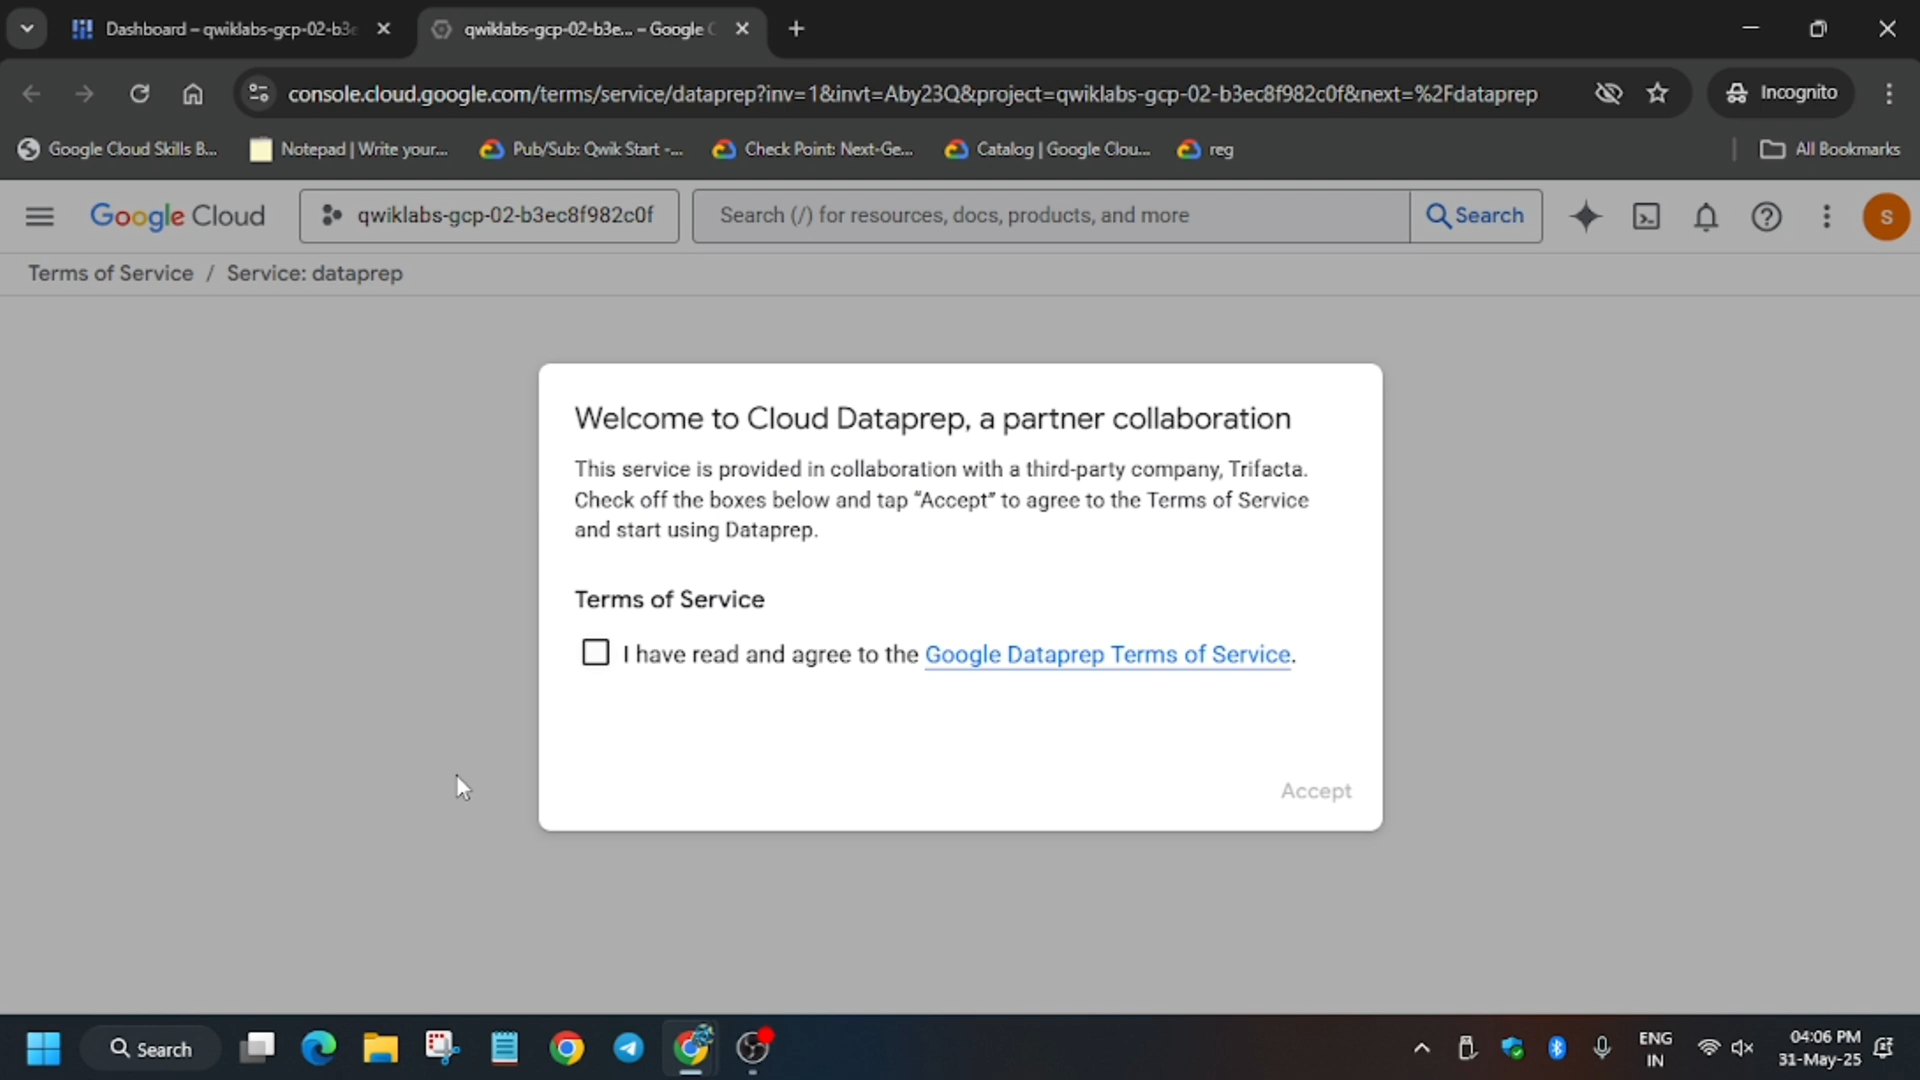 Dashboard – qwiklabs-gcp-02-b3e
qwiklabs-gcp-02-b3e... – Google C
console.cloud.google.com/terms/service/dataprep?inv=1&invt=Aby23Q&project=qwiklabs-gcp-02-b3ec8f982c0f&next=%2Fdataprep
Incognito
Google Cloud Skills B...
Notepad | Write your...
Pub/Sub: Qwik Start -...
Check Point: Next-Ge...
Catalog | Google Clou...
reg
All Bookmarks
Google Cloud
qwiklabs-gcp-02-b3ec8f982c0f
Search (/) for resources, docs, products, and more
Search
S
Terms of Service / Service: dataprep
Welcome to Cloud Dataprep, a partner collaboration
This service is provided in collaboration with a third-party company, Trifacta.
Check off the boxes below and tap “Accept” to agree to the Terms of Service
and start using Dataprep.
Terms of Service
I have read and agree to the Google Dataprep Terms of Service.
Accept
Search
ENG
IN
04:06 PM
31-May-25